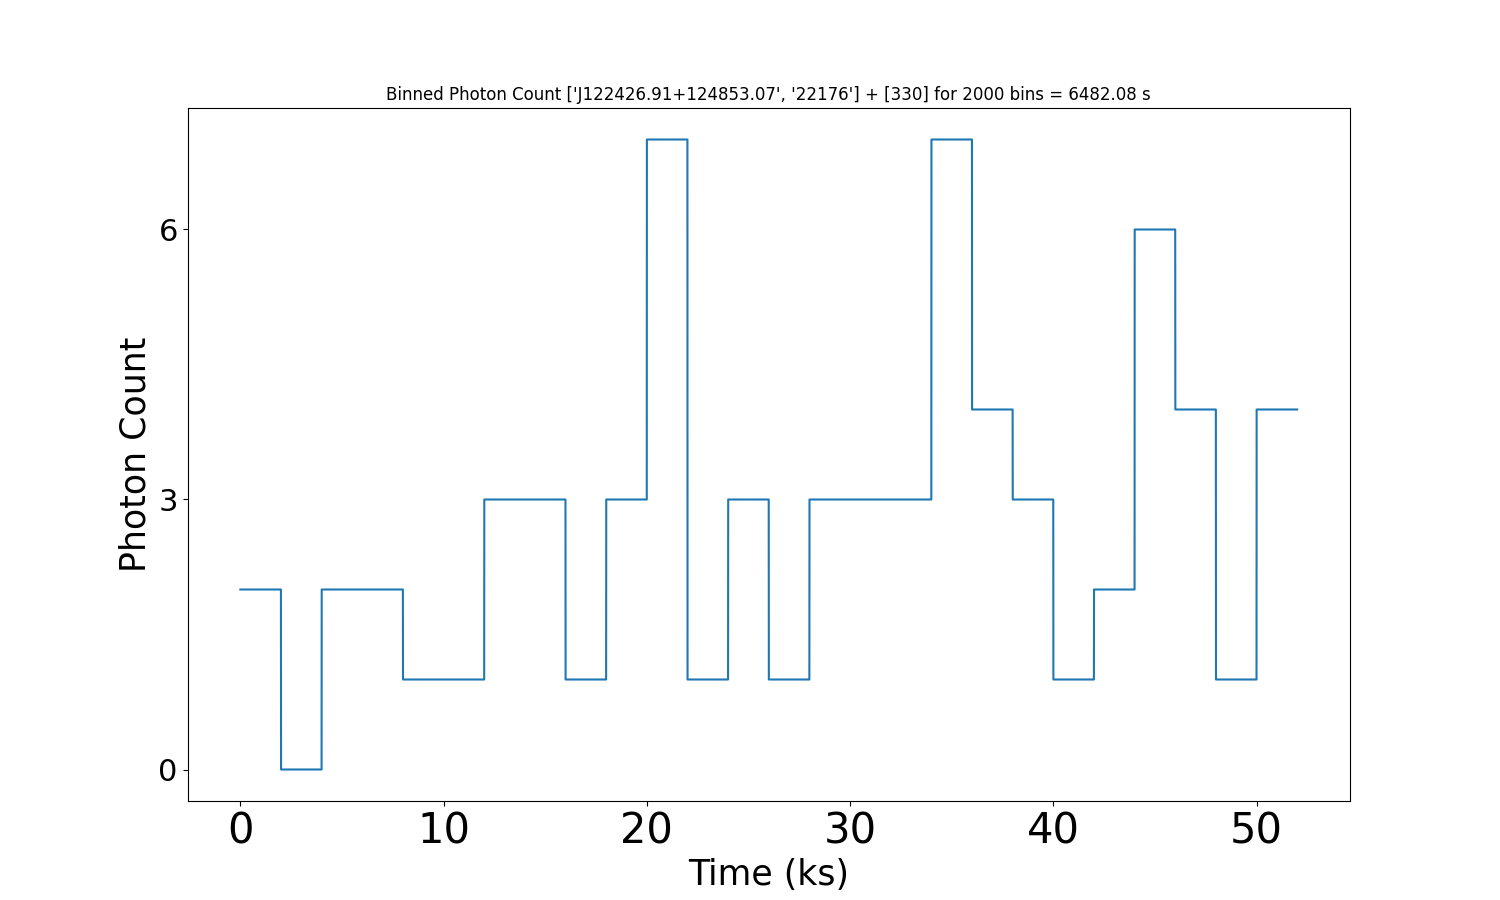 Binned Photon Count ['J122426.91+124853.07', '22176'] + [330] for 2000 bins = 6482.08 s
Photon Count
6
3
0
0 10 20 30 40 50
Time (ks)